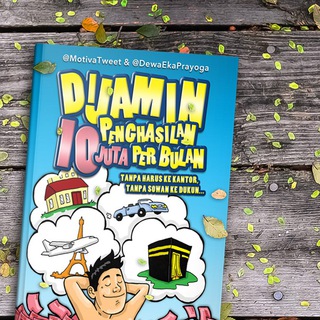 @MotivaTweet & @DewaEkaPrayoga
DIJAMIN
PENGHASILAN
10 JUTA PER BULAN
TANPA HARUS KE KANTOR,
TANPA SOWAN KE DUKUN...